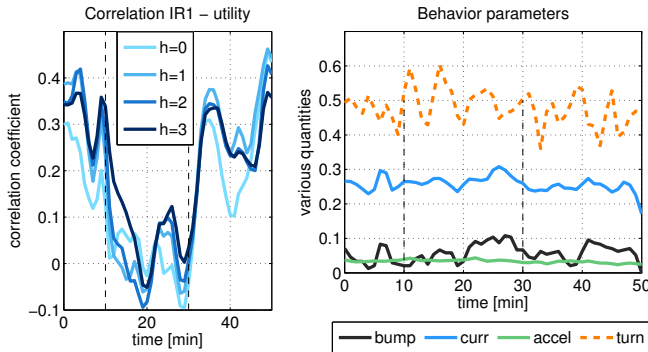 Correlation IR1 − utility
correlation coefficient
0.4
0.3
0.2
0.1
0
−0.1
0
20
40
time [min]
h=0
h=1
h=2
h=3
Behavior parameters
various quantities
0.7
0.6
0.5
0.4
0.3
0.2
0.1
0
0
10
20
30
40
50
time [min]
bump
curr
accel
turn